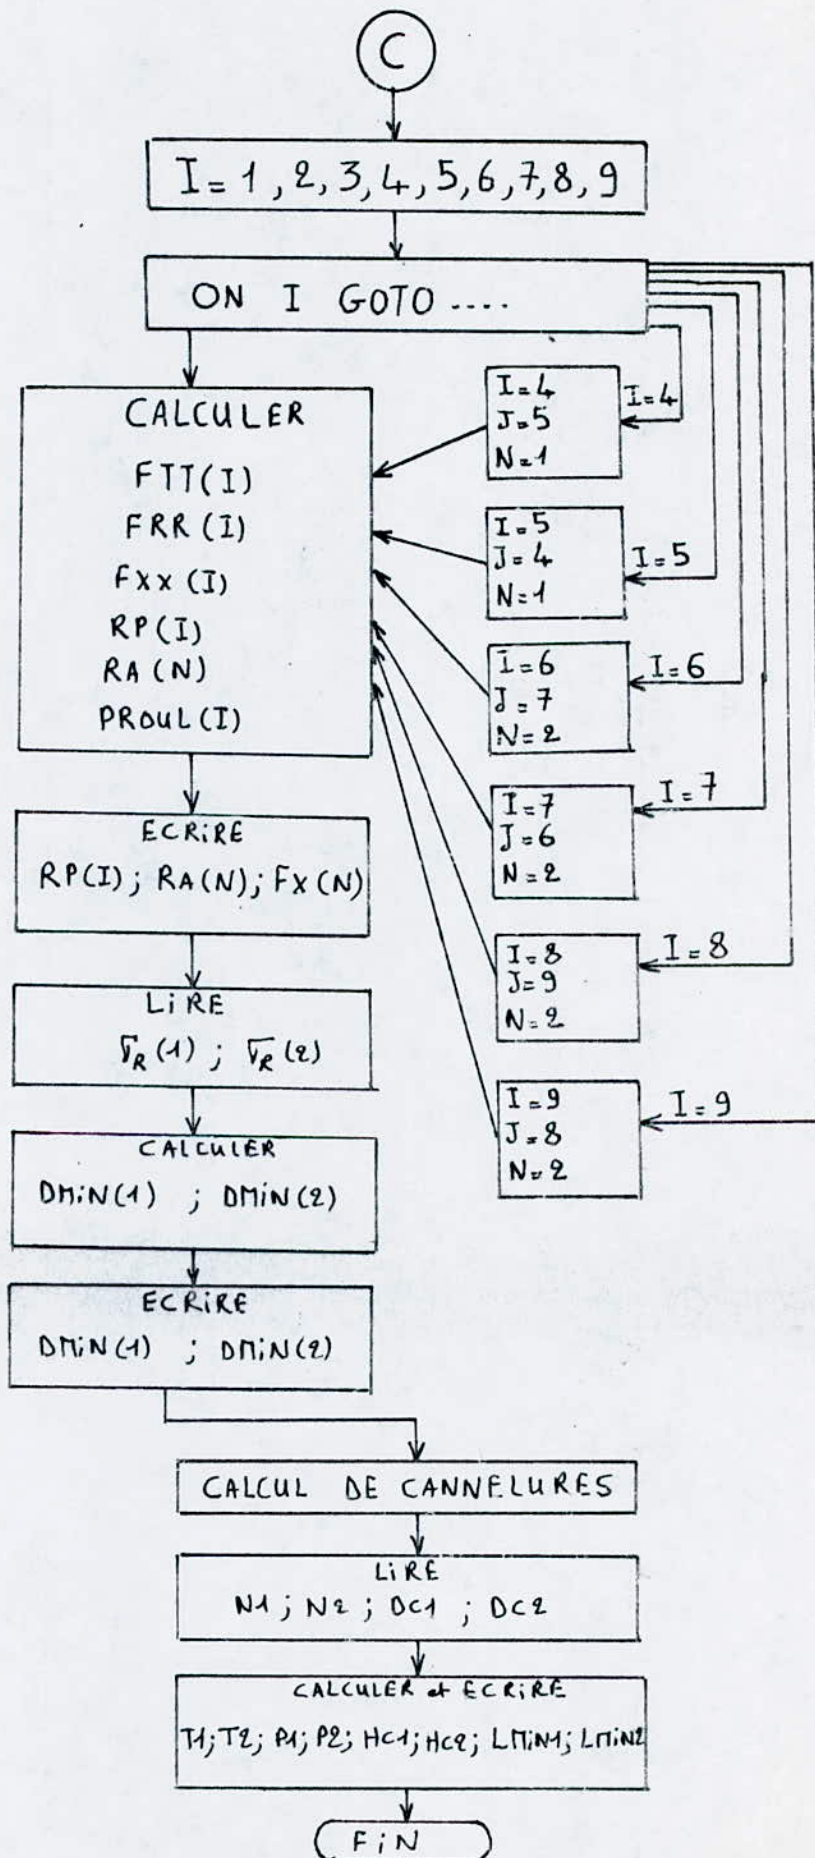 C
I = 1, 2, 3, 4, 5, 6, 7, 8, 9
ON I GOTO ....
CALCULER
FTT(I)
FRR(I)
FXX(I)
RP(I)
RA(N)
PROUL(I)
I=4
J=5
N=1
I=4
I=5
J=4
N=1
I=5
I=6
J=7
N=2
I=6
I=7
J=6
N=2
I=7
I=8
J=9
N=2
I=8
I=9
J=8
N=2
I=9
ECRiRE
RP(I); RA(N); FX(N)
LiRE
σR(1) ; σR(2)
CALCULER
DMiN(1) ; DMiN(2)
ECRiRE
DMiN(1) ; DMiN(2)
CALCUL DE CANNELURES
LiRE
N1 ; N2 ; DC1 ; DC2
CALCULER et ECRiRE
T1; T2; P1; P2; HC1; HC2; LMiN1; LMiN2
FiN